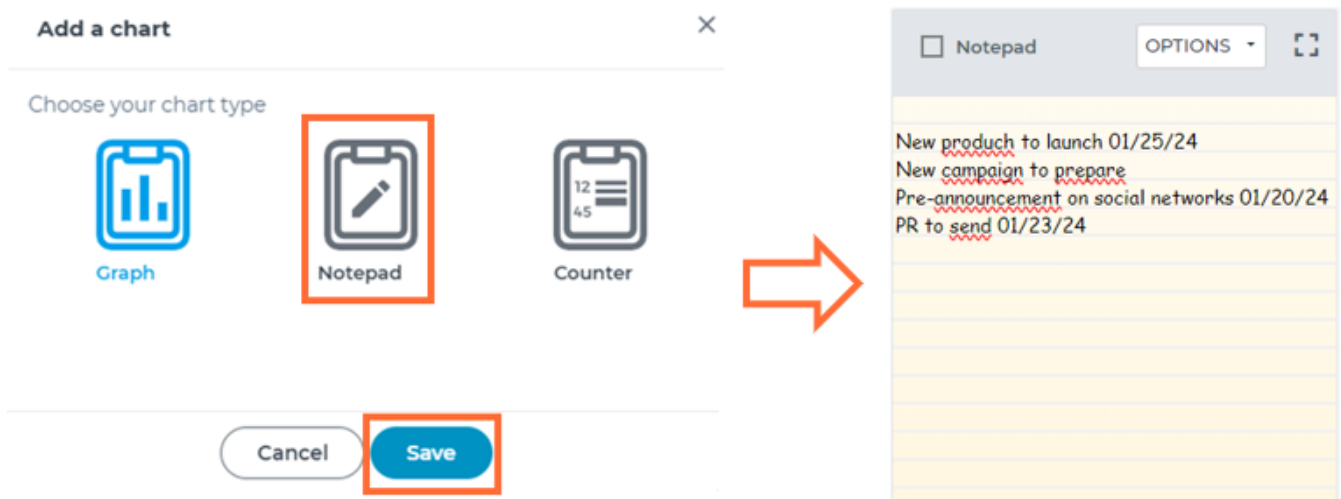 Add a chart
Choose your chart type
Graph
Notepad
12
45
Counter
Cancel
Save
Notepad
OPTIONS
New produch to launch 01/25/24
New campaign to prepare
Pre-announcement on social networks 01/20/24
PR to send 01/23/24